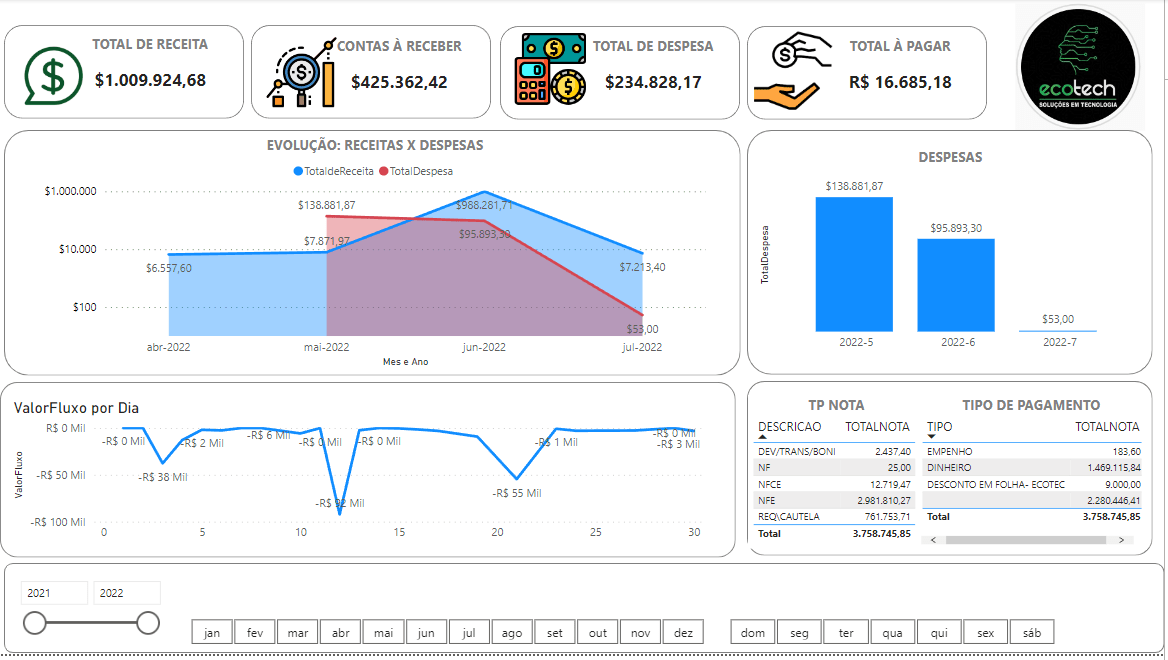 TOTAL DE RECEITA
$1.009.924,68
CONTAS À RECEBER
$425.362,42
TOTAL DE DESPESA
$234.828,17
TOTAL À PAGAR
R$ 16.685,18
ecotech
SOLUÇÕES EM TECNOLOGIA
EVOLUÇÃO: RECEITAS X DESPESAS
TotaldeReceita TotalDespesa
$1.000.000
$10.000
$100
$138.881,87
$988.281,71
$7.871,97
$95.893,30
$6.557,60
$7.213,40
$53,00
abr-2022 mai-2022 jun-2022 jul-2022
Mes e Ano
DESPESAS
TotalDespesa
$138.881,87
$95.893,30
$53,00
2022-5 2022-6 2022-7
ValorFluxo por Dia
ValorFluxo
R$ 0 Mil
-R$ 50 Mil
-R$ 100 Mil
-R$ 0 Mil
-R$ 38 Mil
-R$ 2 Mil
-R$ 6 Mil
-R$ 0 Mil
-R$ 92 Mil
-R$ 0 Mil
-R$ 55 Mil
-R$ 1 Mil
-R$ 0 Mil
-R$ 3 Mil
0 5 10 15 20 25 30
TP NOTA
DESCRICAO TOTALNOTA
DEV/TRANS/BONI 2.437,40
NF 25,00
NFCE 12.719,47
NFE 2.981.810,27
REQ\CAUTELA 761.753,71
Total 3.758.745,85
TIPO DE PAGAMENTO
TIPO TOTALNOTA
EMPENHO 183,60
DINHEIRO 1.469.115,84
DESCONTO EM FOLHA- ECOTEC 9.000,00
2.280.446,41
Total 3.758.745,85
2021 2022
jan fev mar abr mai jun jul ago set out nov dez
dom seg ter qua qui sex sáb